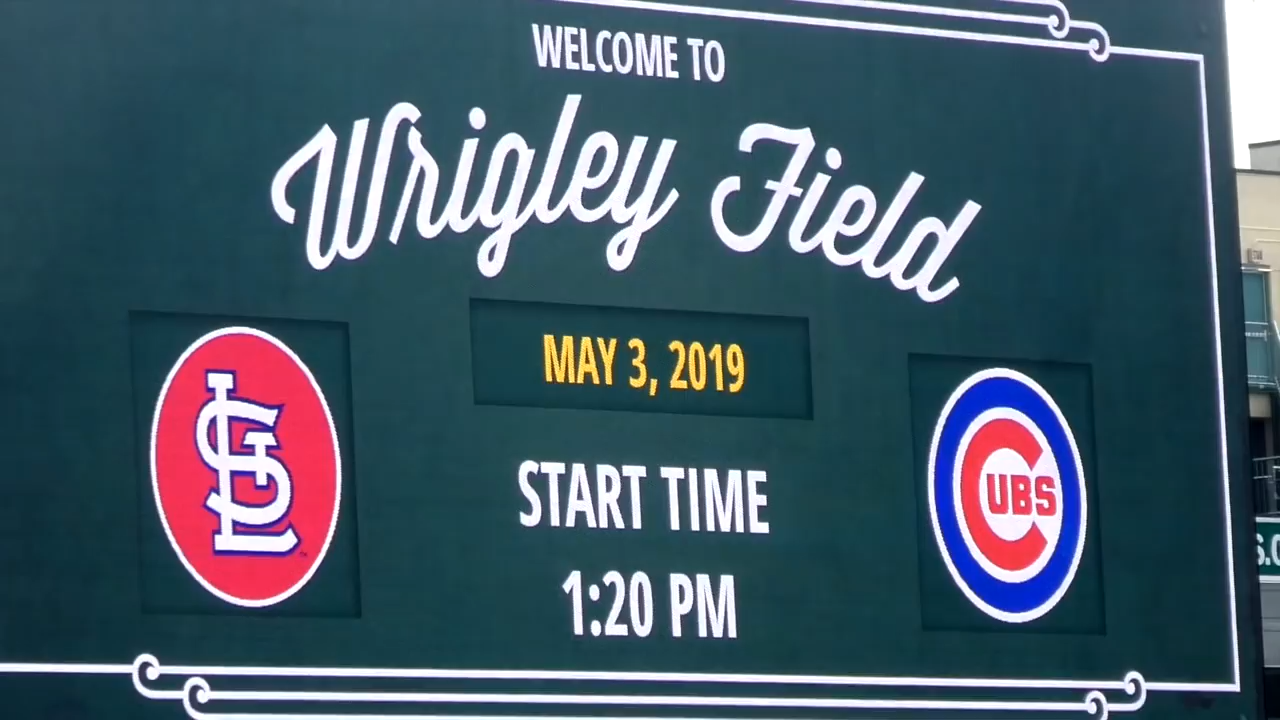 WELCOME TO
Wrigley Field
MAY 3, 2019
STL
CUBS
START TIME
1:20 PM